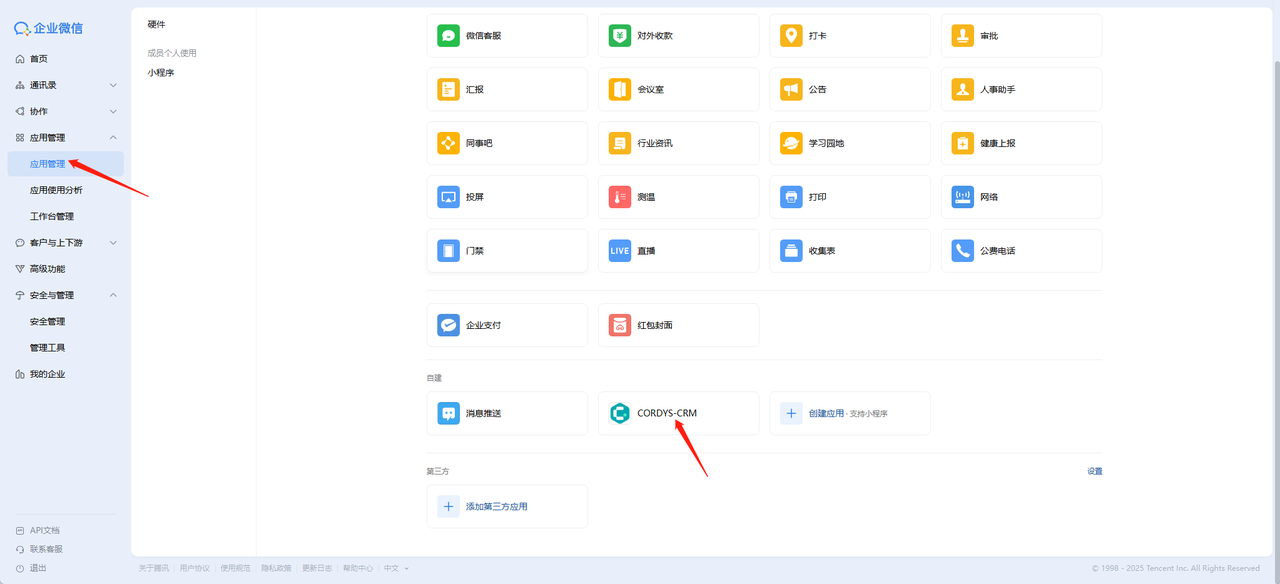 企业微信
首页
通讯录
协作
应用管理
应用管理
应用使用分析
工作台管理
客户与上下游
高级功能
安全与管理
安全管理
管理工具
我的企业
API文档
联系客服
退出
硬件
成员个人使用
小程序
微信客服 对外收款 打卡 审批
汇报 会议室 公告 人事助手
同事吧 行业资讯 学习园地 健康上报
投屏 测温 打印 网络
门禁 LIVE 直播 收集表 公费电话
企业支付 红包封面
自建
消息推送 CORDYS-CRM 创建应用 · 支持小程序
第三方 设置
添加第三方应用
关于腾讯 | 用户协议 | 使用规范 | 隐私政策 | 更新日志 | 帮助中心 | 中文 © 1998 - 2025 Tencent Inc. All Rights Reserved